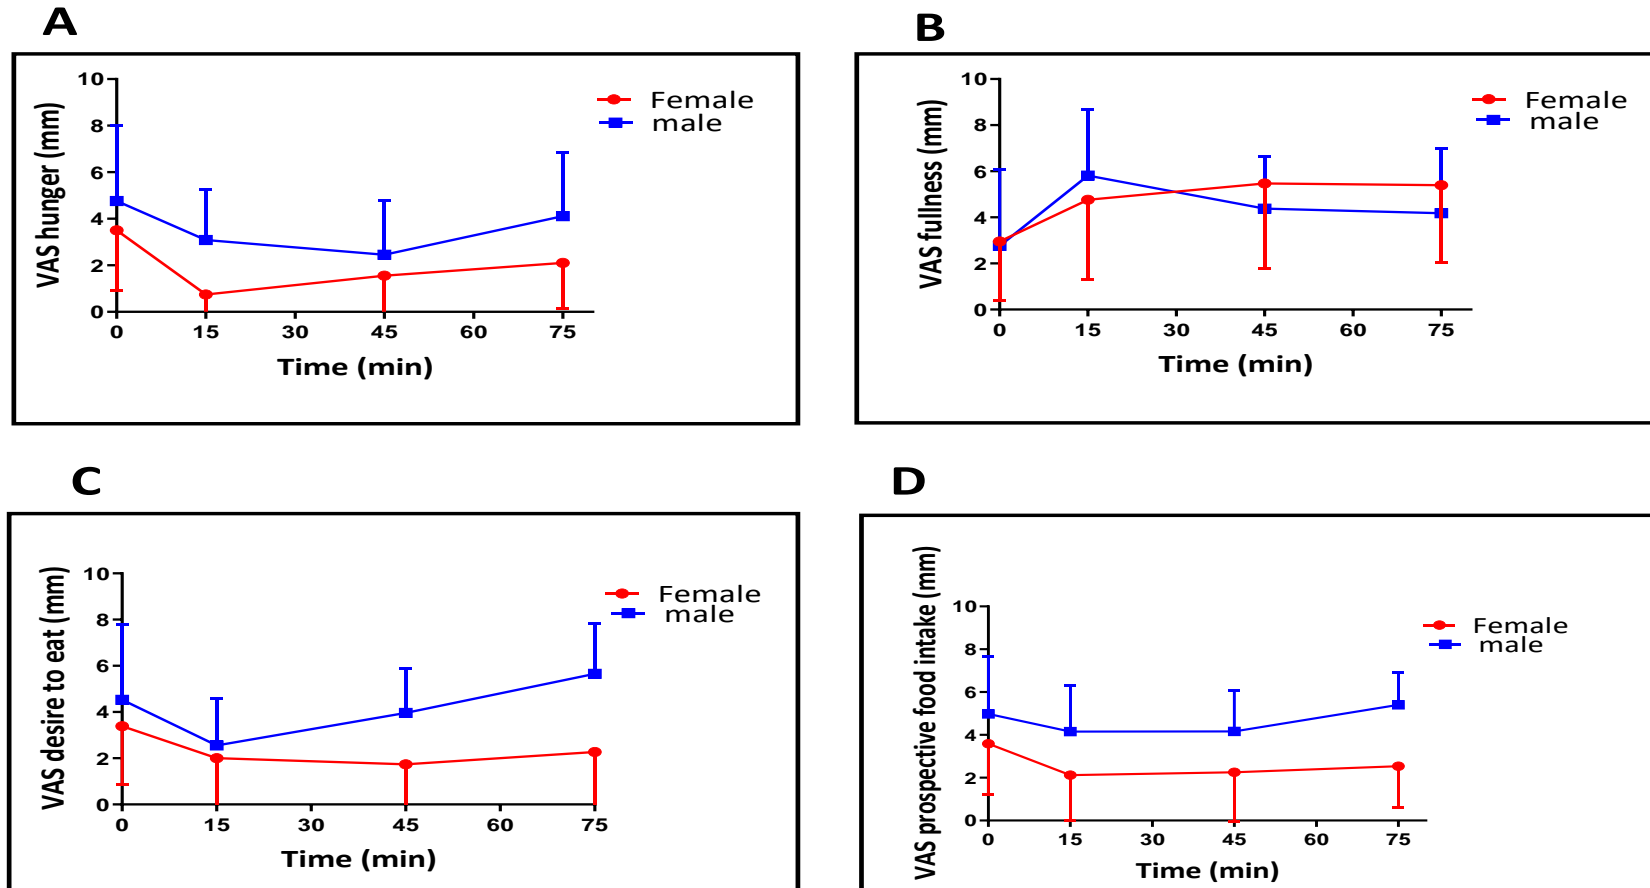 A
VAS hunger (mm)
10
8
6
4
2
0
0 15 30 45 60 75
Time (min)
Female
male
B
VAS fullness (mm)
10
8
6
4
2
0
0 15 30 45 60 75
Time (min)
Female
male
C
VAS desire to eat (mm)
10
8
6
4
2
0
0 15 30 45 60 75
Time (min)
Female
male
D
VAS prospective food intake (mm)
10
8
6
4
2
0
0 15 30 45 60 75
Time (min)
Female
male